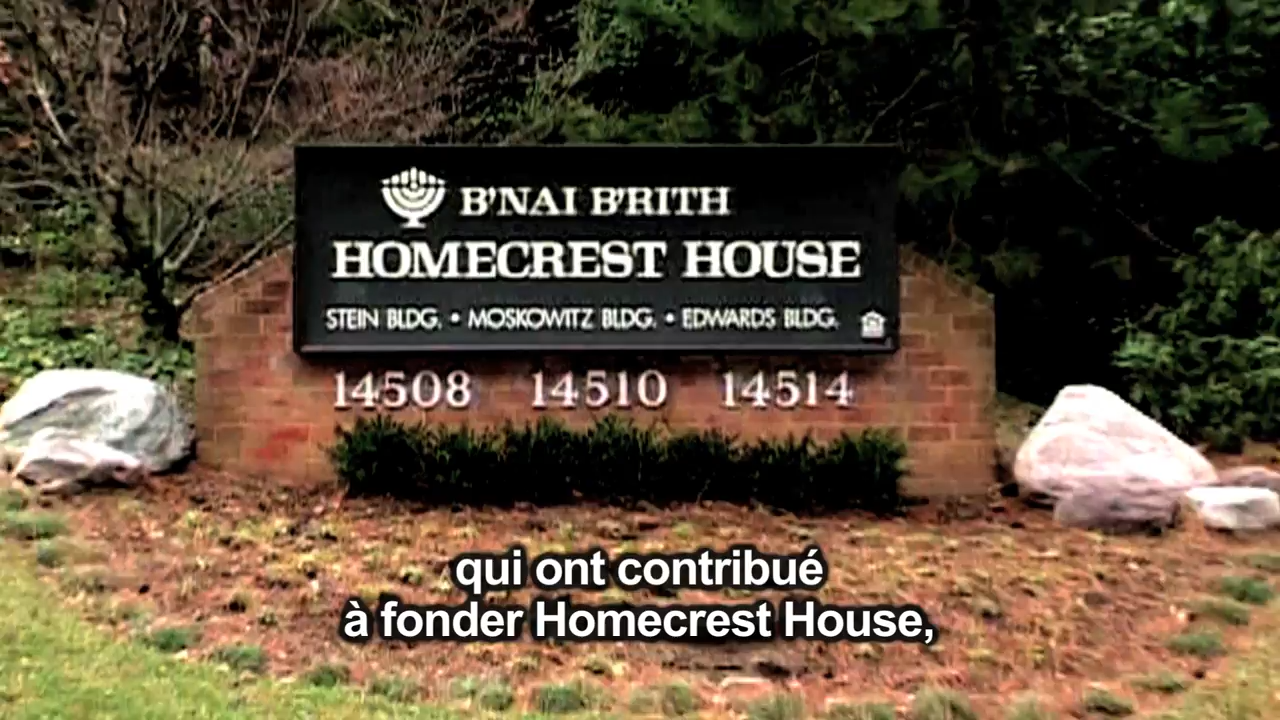 B'NAI B'RITH
HOMECREST HOUSE
STEIN BLDG. • MOSKOWITZ BLDG. • EDWARDS BLDG.
14508 14510 14514
qui ont contribué
à fonder Homecrest House,